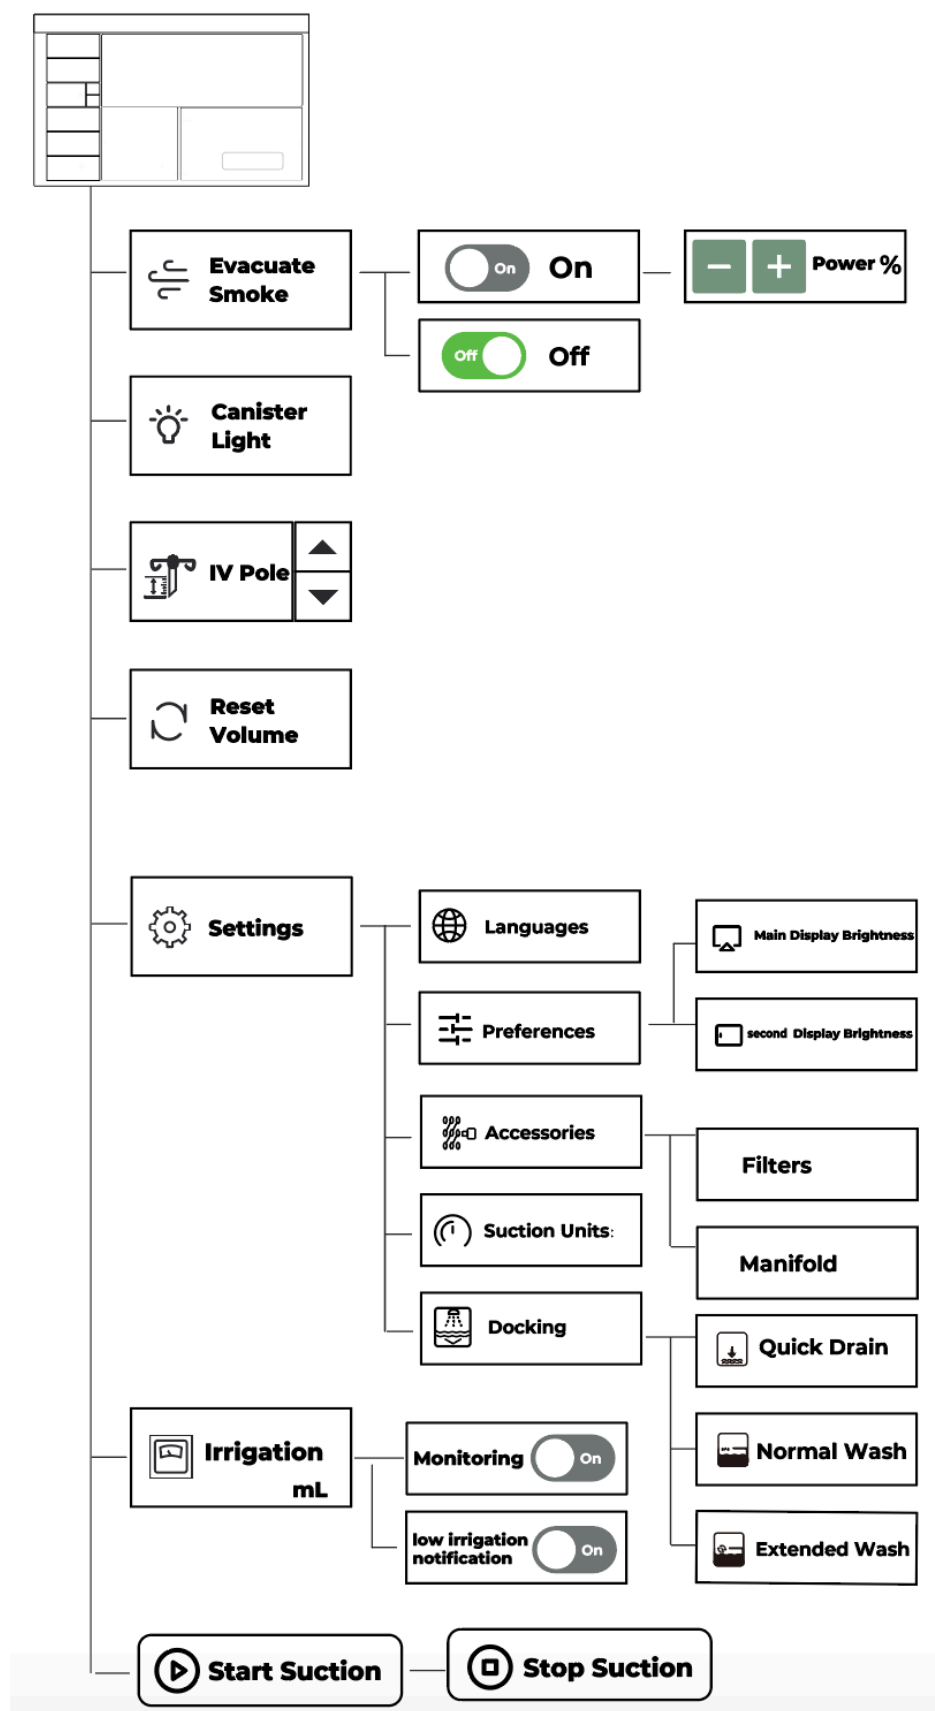 Evacuate
Smoke
On
On
Power %
Off
Off
Canister
Light
IV Pole
Reset
Volume
Settings
Languages
Main Display Brightness
Preferences
second Display Brightness
Accessories
Filters
Suction Units:
Manifold
Docking
Quick Drain
Irrigation
mL
Monitoring
On
Normal Wash
low irrigation
notification
On
Extended Wash
Start Suction
Stop Suction